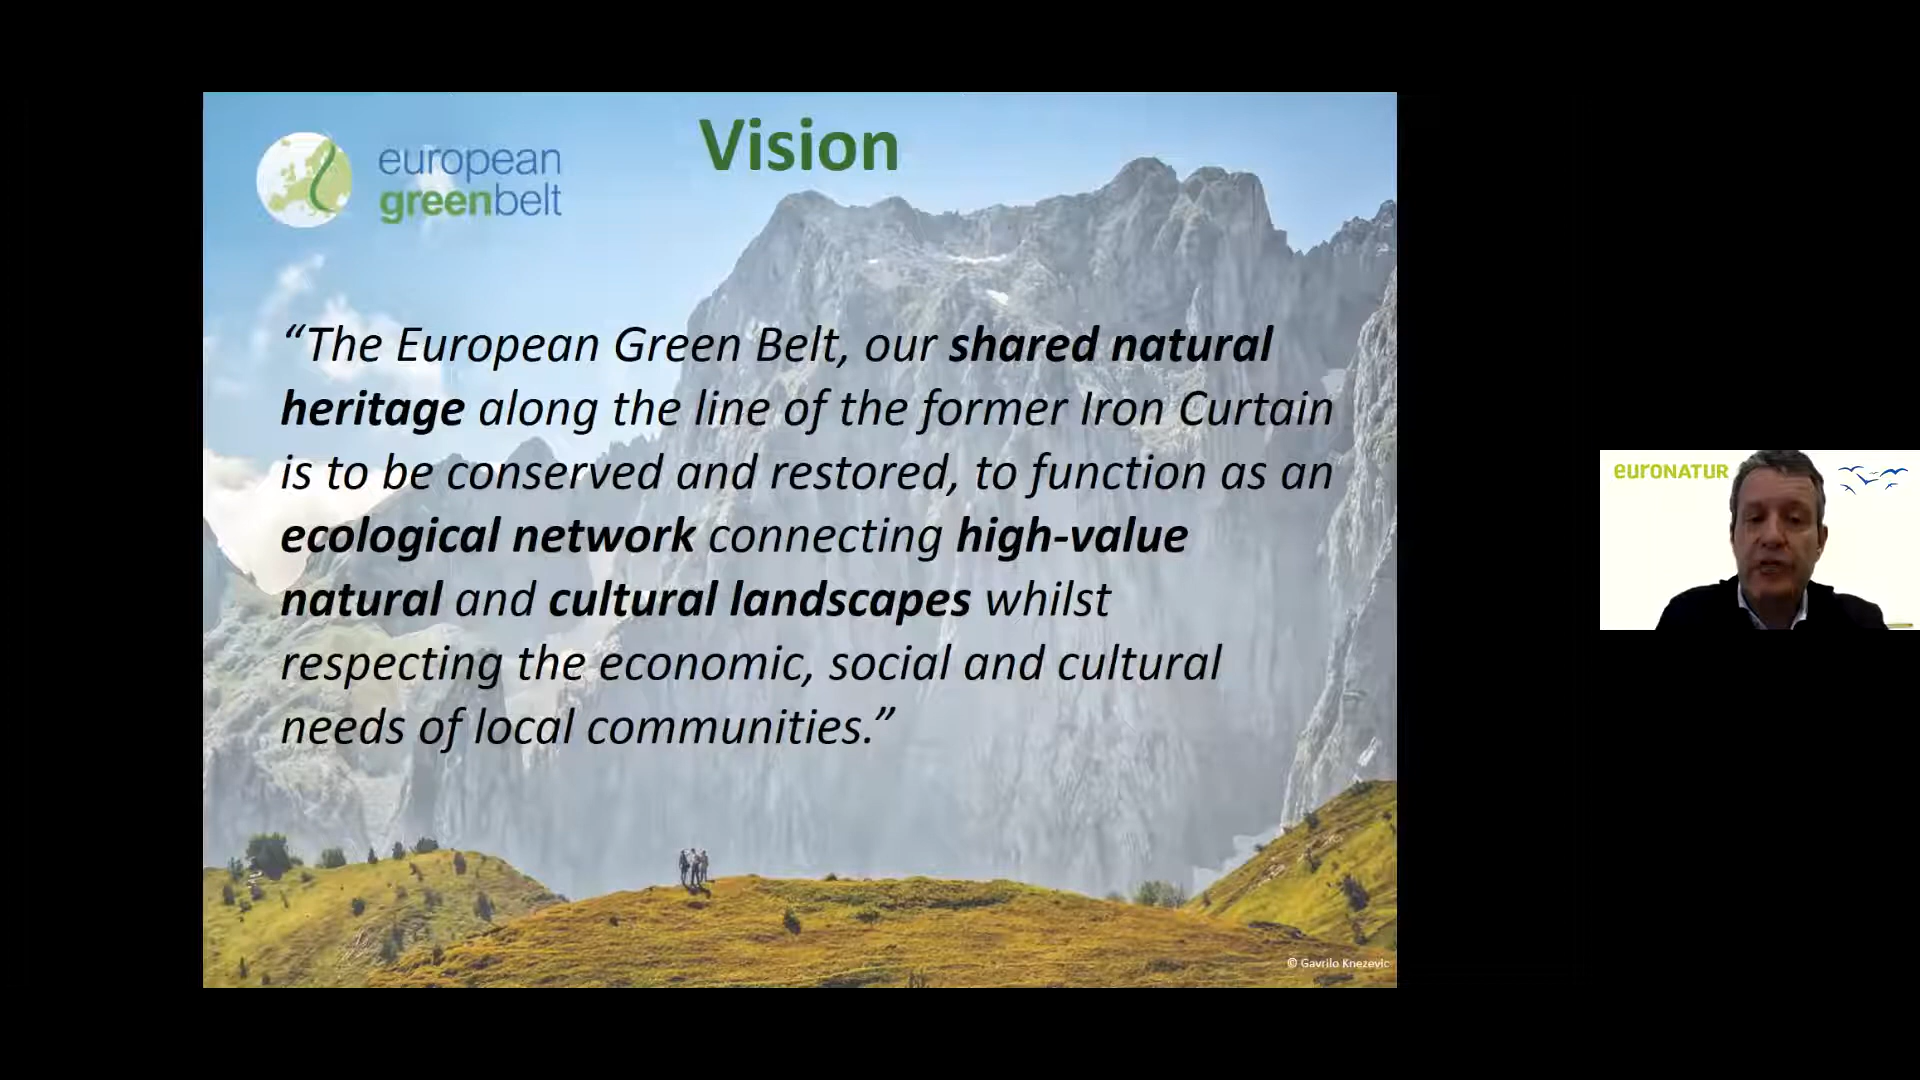 Vision
european
greenbelt
“The European Green Belt, our shared natural
heritage along the line of the former Iron Curtain
is to be conserved and restored, to function as an
ecological network connecting high-value
natural and cultural landscapes whilst
respecting the economic, social and cultural
needs of local communities.”
© Gavrilo Knezevic
euronatur